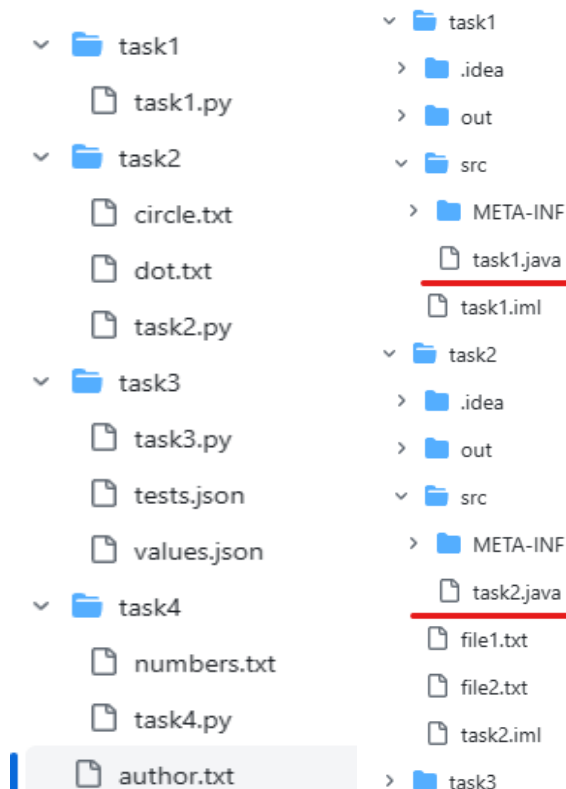 task1
task1.py
task2
circle.txt
dot.txt
task2.py
task3
task3.py
tests.json
values.json
task4
numbers.txt
task4.py
author.txt
task1
.idea
out
src
META-INF
task1.java
task1.iml
task2
.idea
out
src
META-INF
task2.java
file1.txt
file2.txt
task2.iml
task3